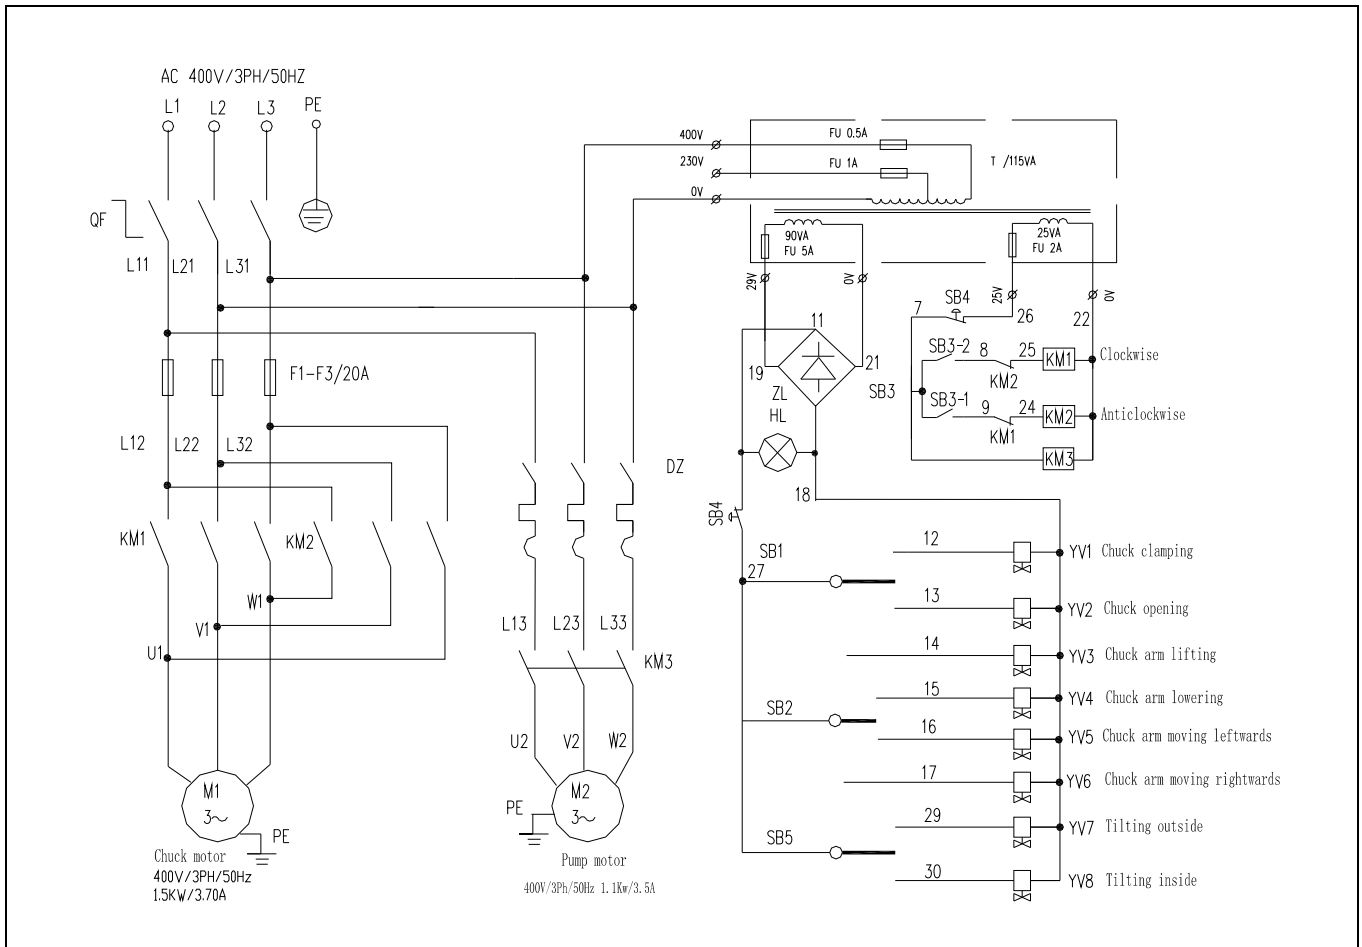 AC 400V/3PH/50HZ
L1 L2 L3 PE
QF
L11 L21 L31
F1-F3/20A
L12 L22 L32
KM1 KM2
W1
V1
U1
M1
3~
PE
Chuck motor
400V/3PH/50Hz
1.5KW/3.70A
DZ
L13 L23 L33
KM3
U2 V2 W2
M2
3~
PE
Pump motor
400V/3Ph/50Hz 1.1Kw/3.5A
400V FU 0.5A
230V FU 1A T /115VA
0V
90VA
FU 5A
25VA
FU 2A
29V 0V
25V 0V
11
19 21
ZL
HL
SB3
7 SB4 26 22
SB3-2 8 25 KM1 Clockwise
KM2
SB3-1 9 24 KM2 Anticlockwise
KM1
KM3
18
SB4
SB1
27
12 YV1 Chuck clamping
13 YV2 Chuck opening
14 YV3 Chuck arm lifting
SB2
15 YV4 Chuck arm lowering
16 YV5 Chuck arm moving leftwards
17 YV6 Chuck arm moving rightwards
SB5
29 YV7 Tilting outside
30 YV8 Tilting inside